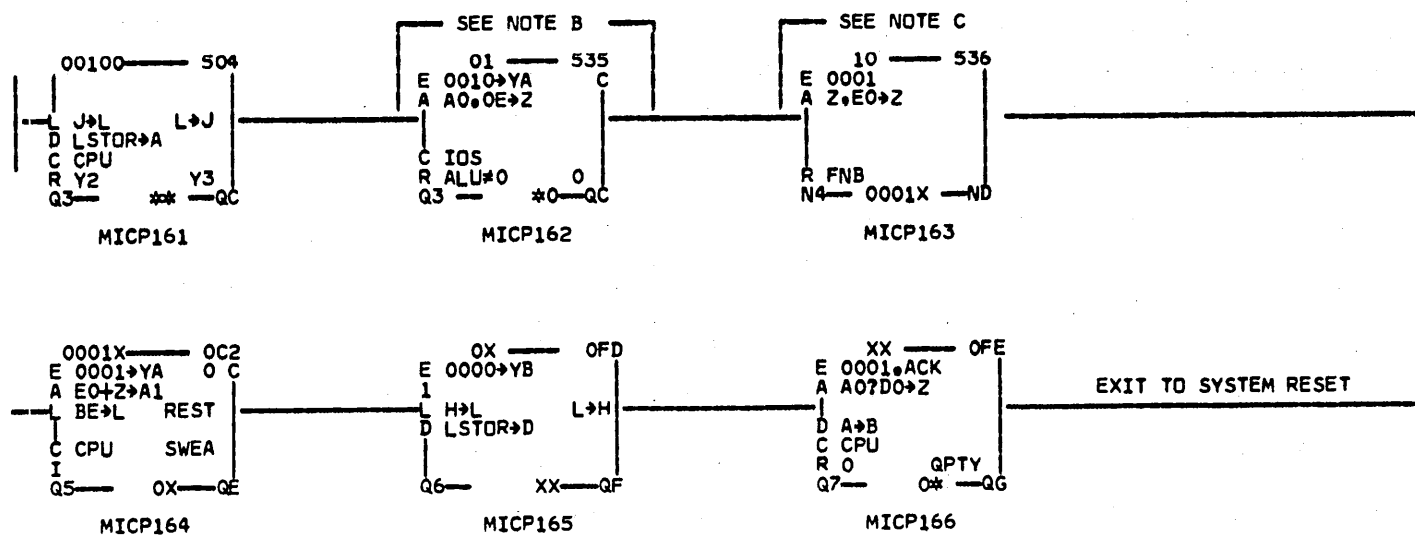 SEE NOTE B
SEE NOTE C
00100 504
L J→L L→J
D LSTOR→A
C CPU
R Y2 Y3
Q3 ** QC
MICP161
01 535
E 0010→YA C
A A0.0E→Z
C IOS
R ALU≠0 0
Q3 *0 QC
MICP162
10 536
E 0001
A Z.E0→Z
R FNB
N4 0001X ND
MICP163
0001X 0C2
E 0001→YA 0 C
A E0+Z→A1
L BE→L REST
C CPU SWEA
I
Q5 0X QE
MICP164
0X 0FD
E 0000→YB
1
L H→L L→H
D LSTOR→D
Q6 XX QF
MICP165
XX 0FE
E 0001.ACK
A A0?D0→Z
D A→B
C CPU
R 0 QPTY
Q7 0* QG
MICP166
EXIT TO SYSTEM RESET